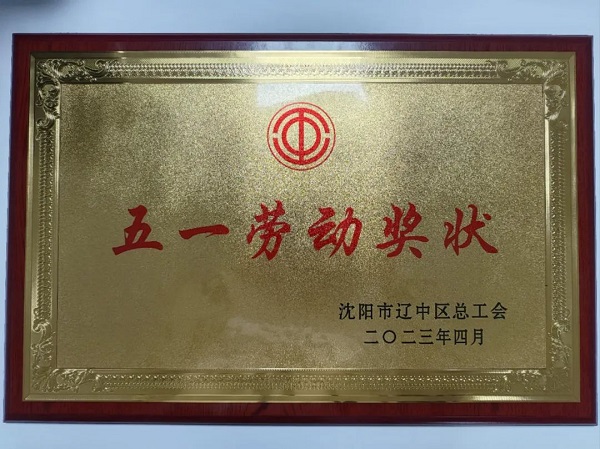 五一劳动奖状
沈阳市辽中区总工会
二〇二三年四月